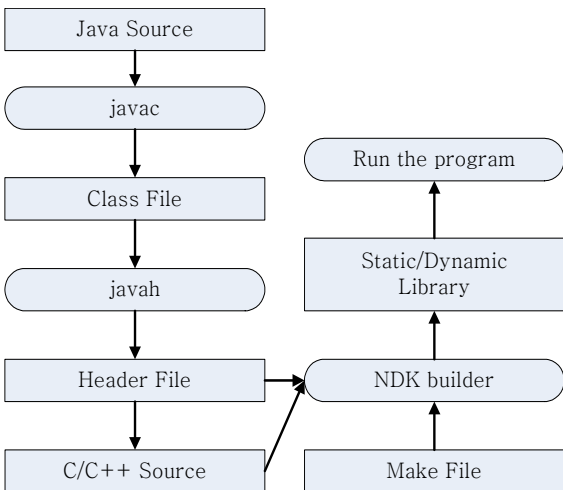 Java Source
javac
Class File
javah
Header File
C/C++ Source
Run the program
Static/Dynamic
Library
NDK builder
Make File